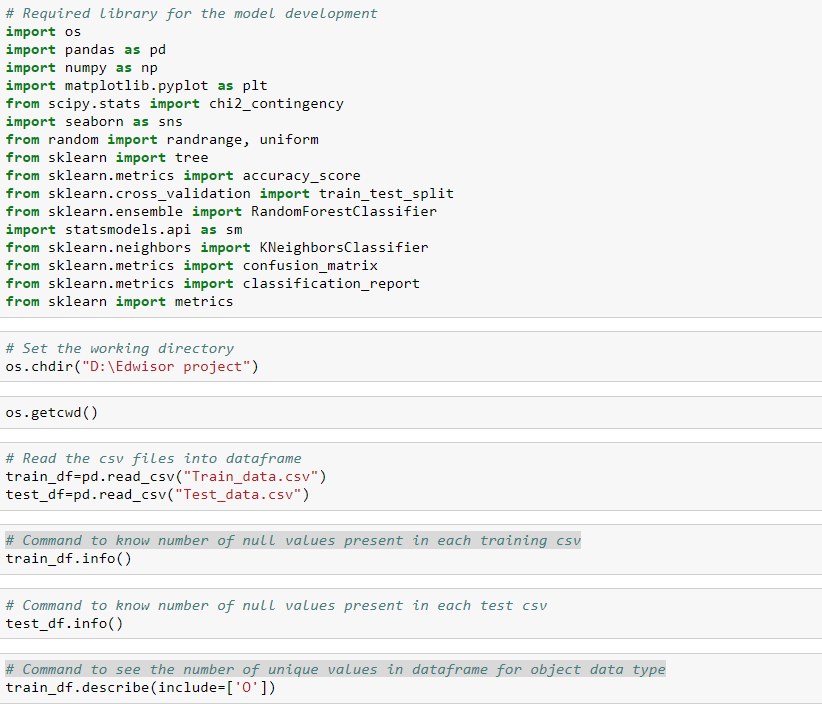 # Required library for the model development
import os
import pandas as pd
import numpy as np
import matplotlib.pyplot as plt
from scipy.stats import chi2_contingency
import seaborn as sns
from random import randrange, uniform
from sklearn import tree
from sklearn.metrics import accuracy_score
from sklearn.cross_validation import train_test_split
from sklearn.ensemble import RandomForestClassifier
import statsmodels.api as sm
from sklearn.neighbors import KNeighborsClassifier
from sklearn.metrics import confusion_matrix
from sklearn.metrics import classification_report
from sklearn import metrics
# Set the working directory
os.chdir("D:\Edwisor project")
os.getcwd()
# Read the csv files into dataframe
train_df=pd.read_csv("Train_data.csv")
test_df=pd.read_csv("Test_data.csv")
# Command to know number of null values present in each training csv
train_df.info()
# Command to know number of null values present in each test csv
test_df.info()
# Command to see the number of unique values in dataframe for object data type
train_df.describe(include=['O'])